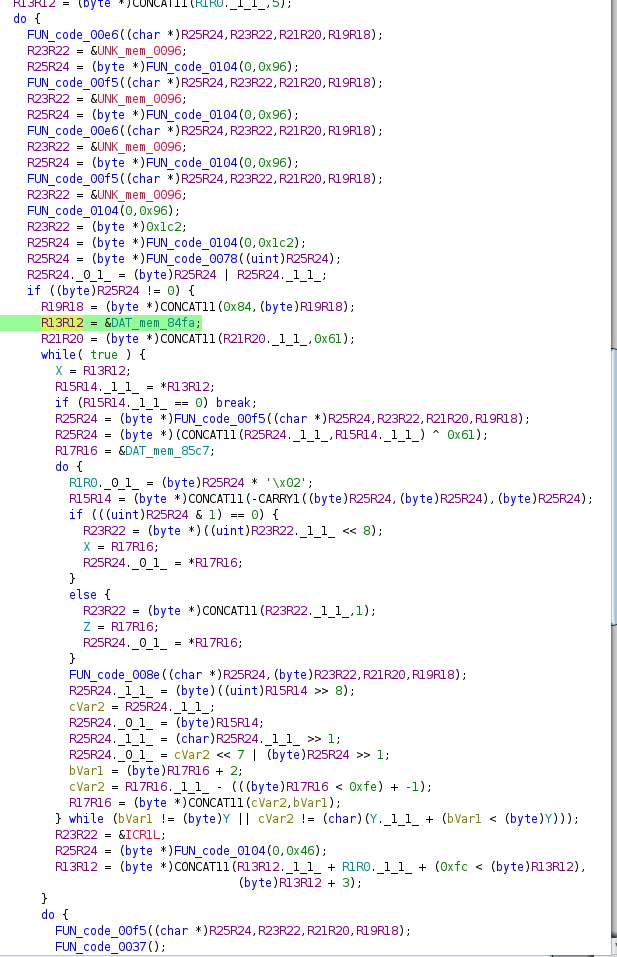 R13R12 = (byte *)CONCAT11(R1R0._1_1_,5);
do {
FUN_code_00e6((char *)R25R24,R23R22,R21R20,R19R18);
R23R22 = &UNK_mem_0096;
R25R24 = (byte *)FUN_code_0104(0,0x96);
FUN_code_00f5((char *)R25R24,R23R22,R21R20,R19R18);
R23R22 = &UNK_mem_0096;
R25R24 = (byte *)FUN_code_0104(0,0x96);
FUN_code_00e6((char *)R25R24,R23R22,R21R20,R19R18);
R23R22 = &UNK_mem_0096;
R25R24 = (byte *)FUN_code_0104(0,0x96);
FUN_code_00f5((char *)R25R24,R23R22,R21R20,R19R18);
R23R22 = &UNK_mem_0096;
FUN_code_0104(0,0x96);
R23R22 = (byte *)0x1c2;
R25R24 = (byte *)FUN_code_0104(0,0x1c2);
R25R24 = (byte *)FUN_code_0078((uint)R25R24);
R25R24._0_1_ = (byte)R25R24 | R25R24._1_1_;
if ((byte)R25R24 != 0) {
R19R18 = (byte *)CONCAT11(0x84,(byte)R19R18);
R13R12 = &DAT_mem_84fa;
R21R20 = (byte *)CONCAT11(R21R20._1_1_,0x61);
while( true ) {
X = R13R12;
R15R14._1_1_ = *R13R12;
if (R15R14._1_1_ == 0) break;
R25R24 = (byte *)FUN_code_00f5((char *)R25R24,R23R22,R21R20,R19R18);
R25R24 = (byte *)(CONCAT11(R25R24._1_1_,R15R14._1_1_) ^ 0x61);
R17R16 = &DAT_mem_85c7;
do {
R1R0._0_1_ = (byte)R25R24 * '\x02';
R15R14 = (byte *)CONCAT11(-CARRY1((byte)R25R24,(byte)R25R24),(byte)R25R24);
if (((uint)R25R24 & 1) == 0) {
R23R22 = (byte *)((uint)R23R22._1_1_ << 8);
X = R17R16;
R25R24._0_1_ = *R17R16;
}
else {
R23R22 = (byte *)CONCAT11(R23R22._1_1_,1);
Z = R17R16;
R25R24._0_1_ = *R17R16;
}
FUN_code_008e((char *)R25R24,(byte)R23R22,R21R20,R19R18);
R25R24._1_1_ = (byte)((uint)R15R14 >> 8);
cVar2 = R25R24._1_1_;
R25R24._0_1_ = (byte)R15R14;
R25R24._1_1_ = (char)R25R24._1_1_ >> 1;
R25R24._0_1_ = cVar2 << 7 | (byte)R25R24 >> 1;
bVar1 = (byte)R17R16 + 2;
cVar2 = R17R16._1_1_ - (((byte)R17R16 < 0xfe) + -1);
R17R16 = (byte *)CONCAT11(cVar2,bVar1);
} while (bVar1 != (byte)Y || cVar2 != (char)(Y._1_1_ + (bVar1 < (byte)Y)));
R23R22 = &ICR1L;
R25R24 = (byte *)FUN_code_0104(0,0x46);
R13R12 = (byte *)CONCAT11(R13R12._1_1_ + R1R0._1_1_ + (0xfc < (byte)R13R12),
(byte)R13R12 + 3);
}
do {
FUN_code_00f5((char *)R25R24,R23R22,R21R20,R19R18);
FUN_code_0037();